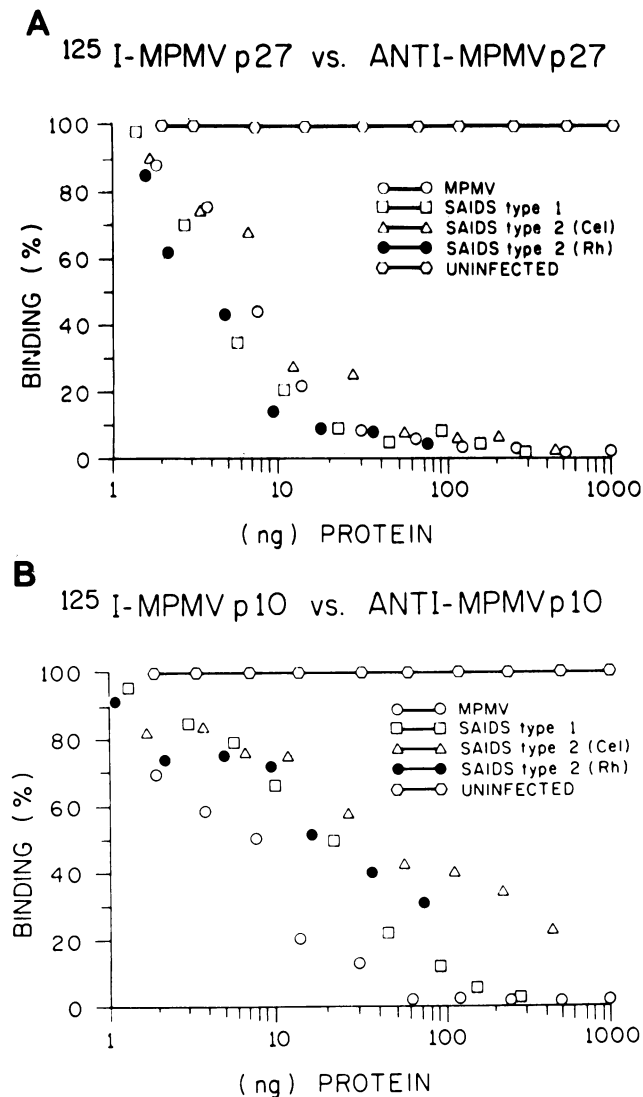 A
125 I-MPMV p27 vs. ANTI-MPMV p27
100
80
60
40
20
0
BINDING (%)
MPMV
SAIDS type 1
SAIDS type 2 (Cel)
SAIDS type 2 (Rh)
UNINFECTED
1 10 100 1000
(ng) PROTEIN
B
125 I-MPMV p10 vs. ANTI-MPMV p10
100
80
60
40
20
0
BINDING (%)
MPMV
SAIDS type 1
SAIDS type 2 (Cel)
SAIDS type 2 (Rh)
UNINFECTED
1 10 100 1000
(ng) PROTEIN